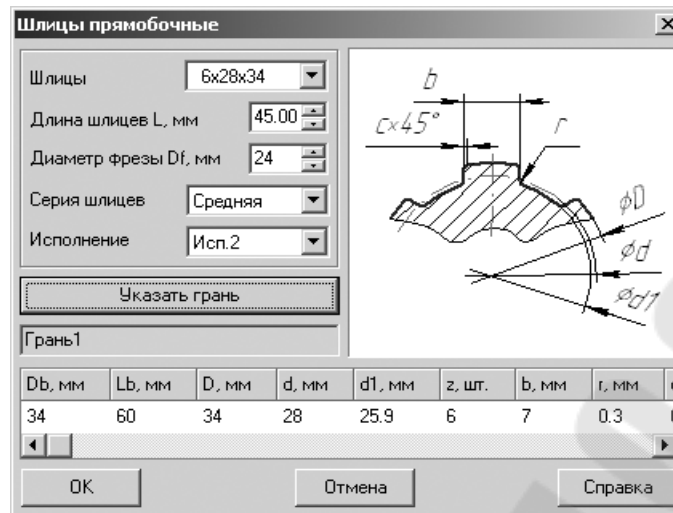 Шлицы прямобочные
Шлицы 6x28x34
Длина шлицев L, мм 45.00
Диаметр фрезы Df, мм 24
Серия шлицев Средняя
Исполнение Исп.2
Указать грань
Грань1
b
c×45°
r
ϕD
ϕd
ϕd1
Db, мм Lb, мм D, мм d, мм d1, мм z, шт. b, мм r, мм
34 60 34 28 25.9 6 7 0.3
OK Отмена Справка